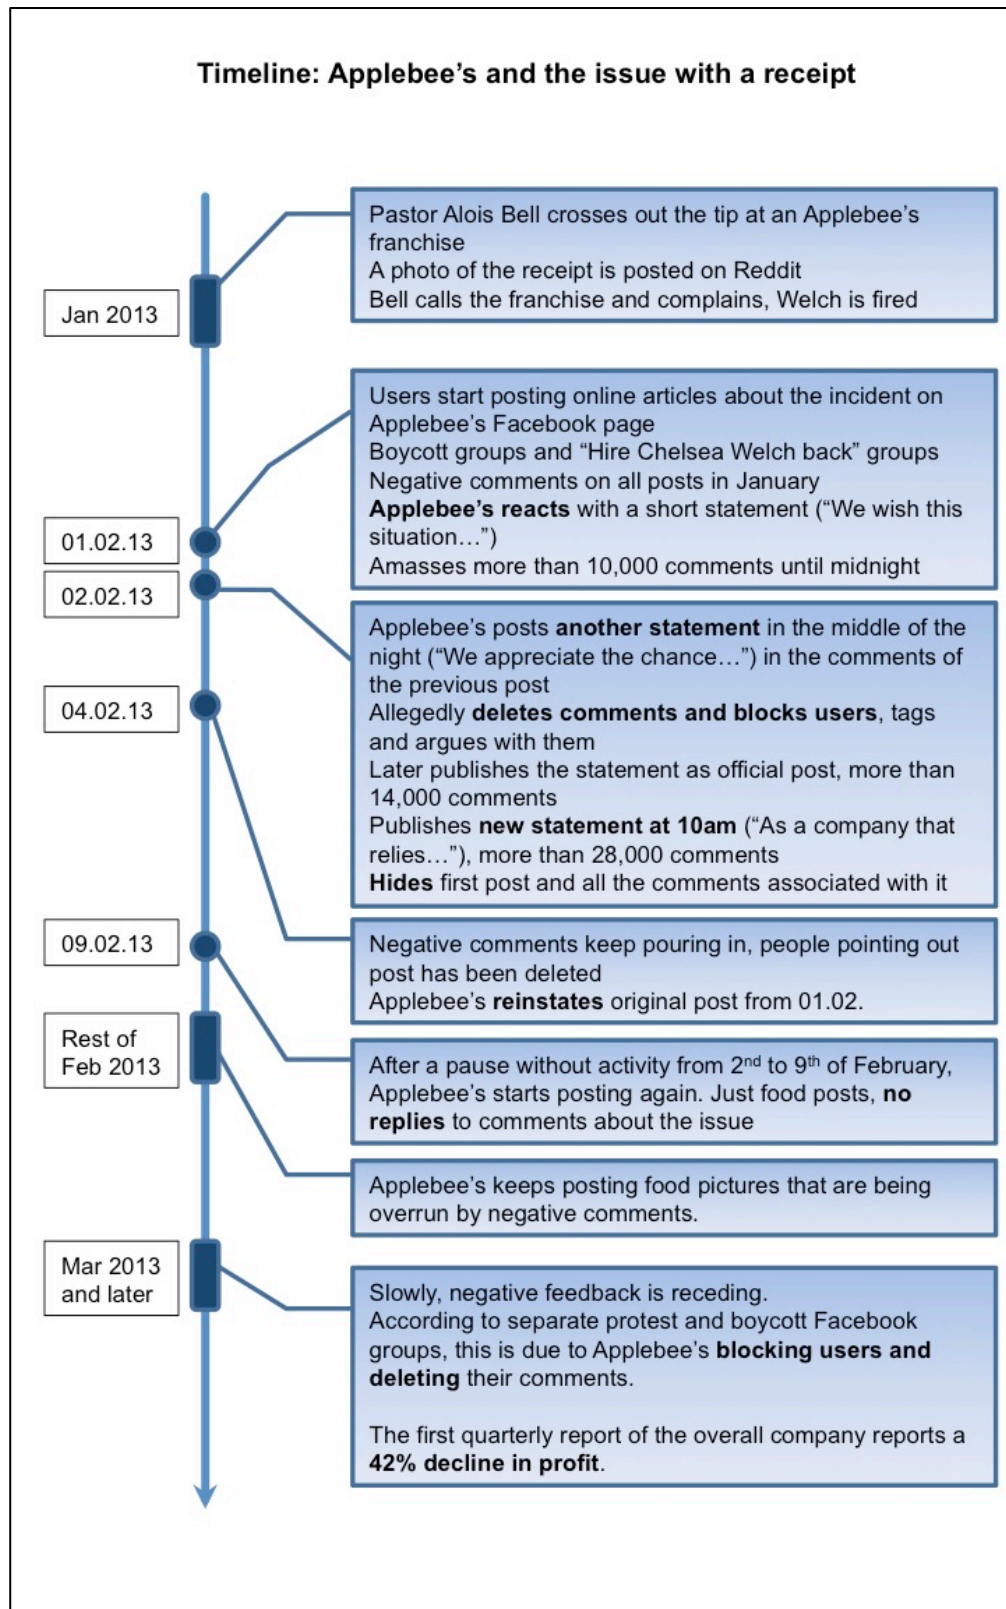 Timeline: Applebee's and the issue with a receipt
Jan 2013
Pastor Alois Bell crosses out the tip at an Applebee's
franchise
A photo of the receipt is posted on Reddit
Bell calls the franchise and complains, Welch is fired
01.02.13
Users start posting online articles about the incident on
Applebee's Facebook page
Boycott groups and “Hire Chelsea Welch back” groups
Negative comments on all posts in January
Applebee's reacts with a short statement (“We wish this
situation…”)
Amasses more than 10,000 comments until midnight
02.02.13
Applebee's posts another statement in the middle of the
night (“We appreciate the chance…”) in the comments of
the previous post
Allegedly deletes comments and blocks users, tags
and argues with them
Later publishes the statement as official post, more than
14,000 comments
Publishes new statement at 10am (“As a company that
relies…”), more than 28,000 comments
Hides first post and all the comments associated with it
04.02.13
Negative comments keep pouring in, people pointing out
post has been deleted
Applebee's reinstates original post from 01.02.
09.02.13
After a pause without activity from 2nd to 9th of February,
Applebee's starts posting again. Just food posts, no
replies to comments about the issue
Rest of
Feb 2013
Applebee's keeps posting food pictures that are being
overrun by negative comments.
Mar 2013
and later
Slowly, negative feedback is receding.
According to separate protest and boycott Facebook
groups, this is due to Applebee's blocking users and
deleting their comments.
The first quarterly report of the overall company reports a
42% decline in profit.